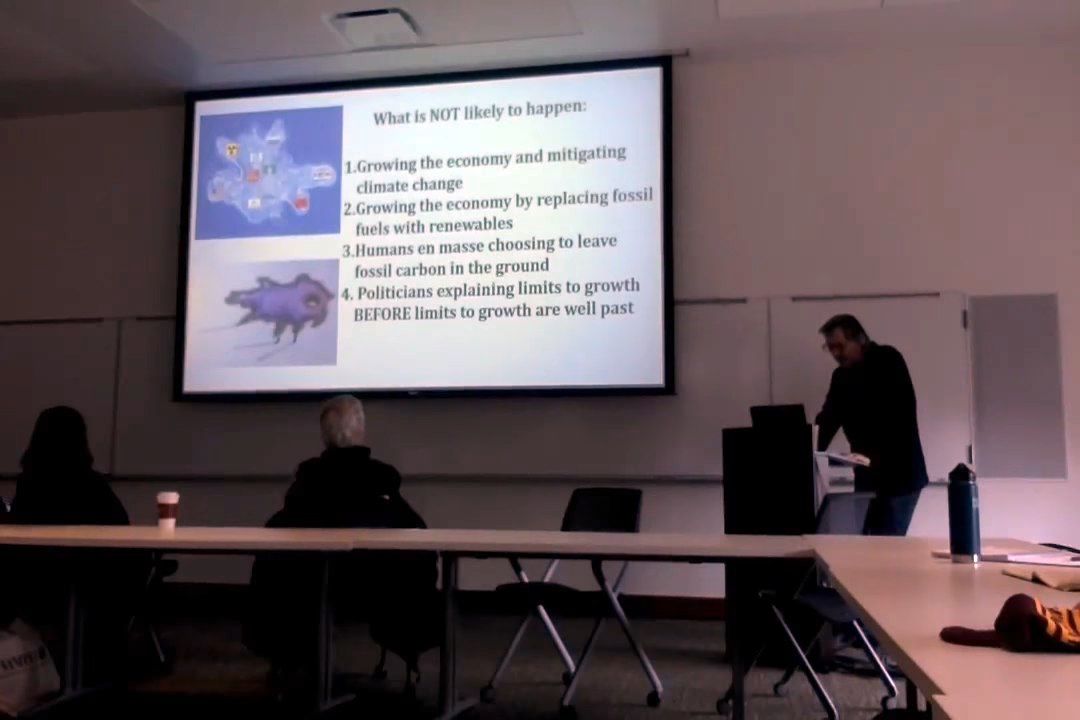 What is NOT likely to happen:
1.Growing the economy and mitigating
climate change
2.Growing the economy by replacing fossil
fuels with renewables
3.Humans en masse choosing to leave
fossil carbon in the ground
4. Politicians explaining limits to growth
BEFORE limits to growth are well past